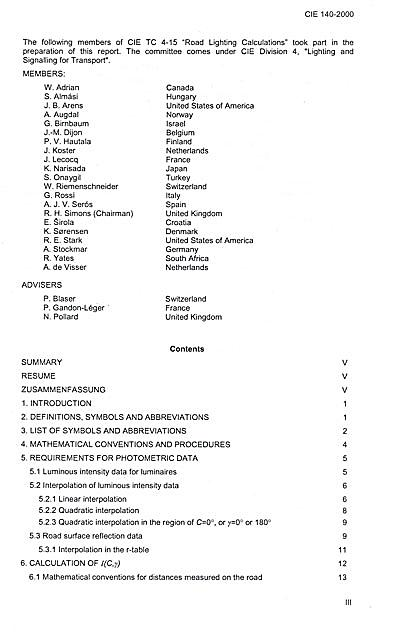 CIE 140-2000
The following members of CIE TC 4-15 "Road Lighting Calculations" took part in the
preparation of this report. The committee comes under CIE Division 4, "Lighting and
Signalling for Transport".
MEMBERS:
W. Adrian Canada
S. Almási Hungary
J. B. Arens United States of America
A. Augdal Norway
G. Birnbaum Israel
J.-M. Dijon Belgium
P. V. Hautala Finland
J. Koster Netherlands
J. Lecocq France
K. Narisada Japan
S. Onaygil Turkey
W. Riemenschneider Switzerland
G. Rossi Italy
A. J. V. Serós Spain
R. H. Simons (Chairman) United Kingdom
E. Širola Croatia
K. Sørensen Denmark
R. E. Stark United States of America
A. Stockmar Germany
R. Yates South Africa
A. de Visser Netherlands
ADVISERS
P. Blaser Switzerland
P. Gandon-Léger France
N. Pollard United Kingdom
Contents
SUMMARY V
RESUME V
ZUSAMMENFASSUNG V
1. INTRODUCTION 1
2. DEFINITIONS, SYMBOLS AND ABBREVIATIONS 1
3. LIST OF SYMBOLS AND ABBREVIATIONS 2
4. MATHEMATICAL CONVENTIONS AND PROCEDURES 4
5. REQUIREMENTS FOR PHOTOMETRIC DATA 5
5.1 Luminous intensity data for luminaires 5
5.2 Interpolation of luminous intensity data 6
5.2.1 Linear interpolation 6
5.2.2 Quadratic interpolation 8
5.2.3 Quadratic interpolation in the region of C=0°, or γ=0° or 180° 9
5.3 Road surface reflection data 9
5.3.1 Interpolation in the r-table 11
6. CALCULATION OF I(C,γ) 12
6.1 Mathematical conventions for distances measured on the road 13
III